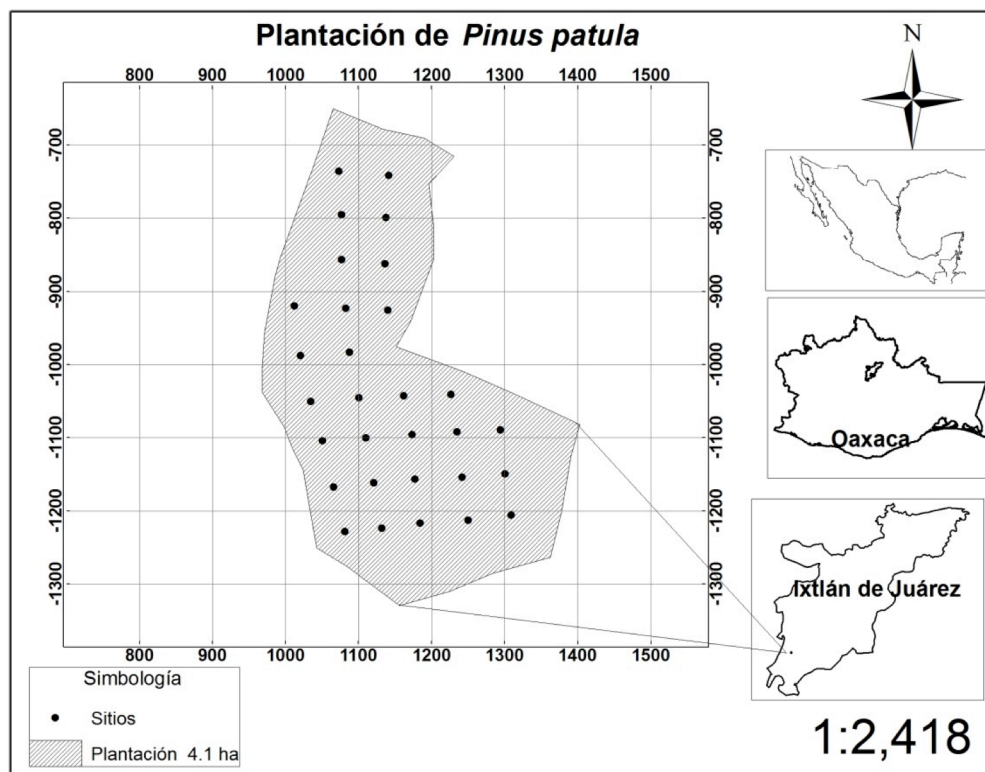 Plantación de Pinus patula
N
800 900 1000 1100 1200 1300 1400 1500
-700
-800
-900
-1000
-1100
-1200
-1300
-700
-800
-900
-1000
-1100
-1200
-1300
800 900 1000 1100 1200 1300 1400 1500
Oaxaca
Ixtlán de Juárez
Simbología
Sitios
Plantación 4.1 ha
1:2,418